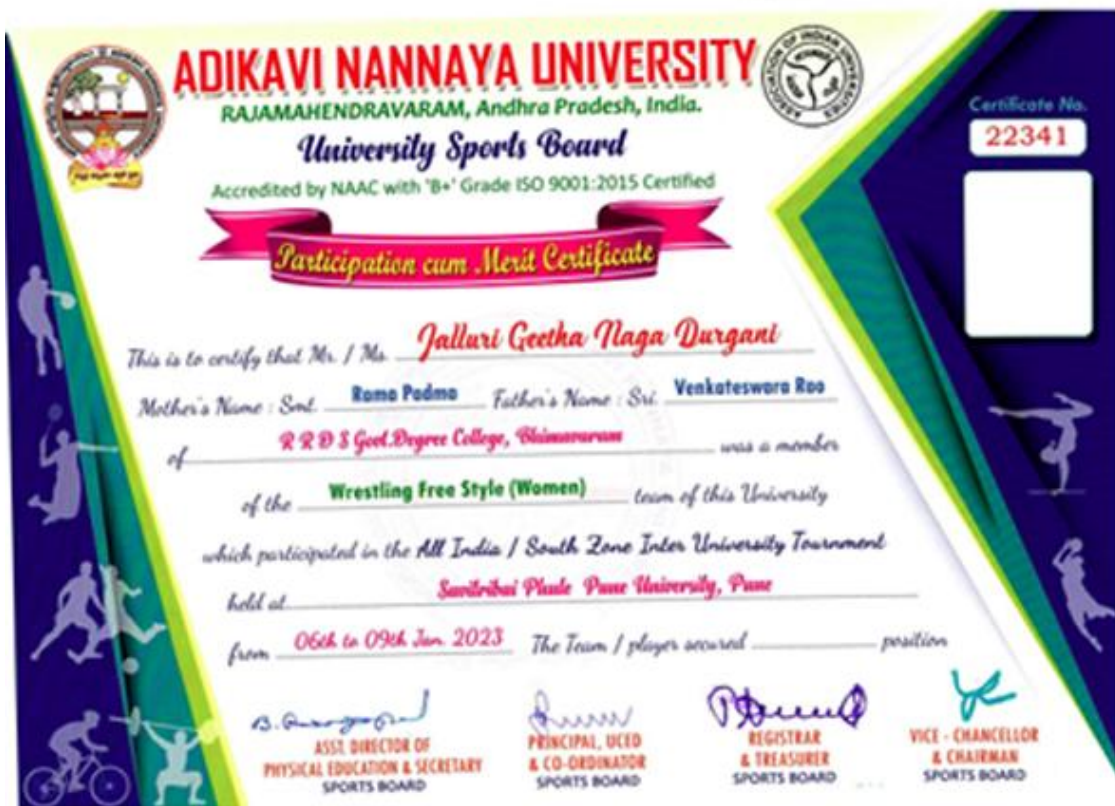 ADIKAVI NANNAYA UNIVERSITY
RAJAMAHENDRAVARAM, Andhra Pradesh, India.
University Sports Board
Accredited by NAAC with 'B+' Grade ISO 9001:2015 Certified
ASSOCIATION OF INDIAN UNIVERSITIES
Certificate No.
22341
Participation cum Merit Certificate
This is to certify that Mr. / Ms. Jalluri Geetha Naga Durgani
Mother's Name : Smt. Rama Padma Father's Name : Sri Venkateswara Rao
of R R D S Govt.Degree College, Bhimavaram was a member
of the Wrestling Free Style (Women) team of this University
which participated in the All India / South Zone Inter University Tournment
held at Savitribai Phule Pune University, Pune
from 06th to 09th Jan. 2023 The Team / player secured position
ASST. DIRECTOR OF
PHYSICAL EDUCATION & SECRETARY
SPORTS BOARD
PRINCIPAL, UCED
& CO-ORDINATOR
SPORTS BOARD
REGISTRAR
& TREASURER
SPORTS BOARD
VICE - CHANCELLOR
& CHAIRMAN
SPORTS BOARD